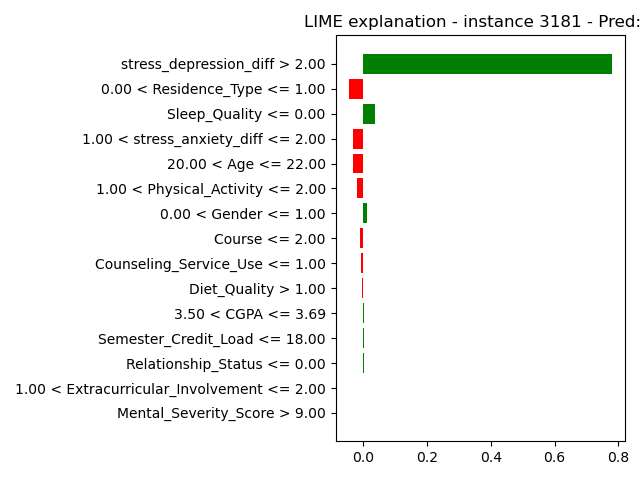 LIME explanation - instance 3181 - Pred:
stress_depression_diff > 2.00
0.00 < Residence_Type <= 1.00
Sleep_Quality <= 0.00
1.00 < stress_anxiety_diff <= 2.00
20.00 < Age <= 22.00
1.00 < Physical_Activity <= 2.00
0.00 < Gender <= 1.00
Course <= 2.00
Counseling_Service_Use <= 1.00
Diet_Quality > 1.00
3.50 < CGPA <= 3.69
Semester_Credit_Load <= 18.00
Relationship_Status <= 0.00
1.00 < Extracurricular_Involvement <= 2.00
Mental_Severity_Score > 9.00
0.0 0.2 0.4 0.6 0.8